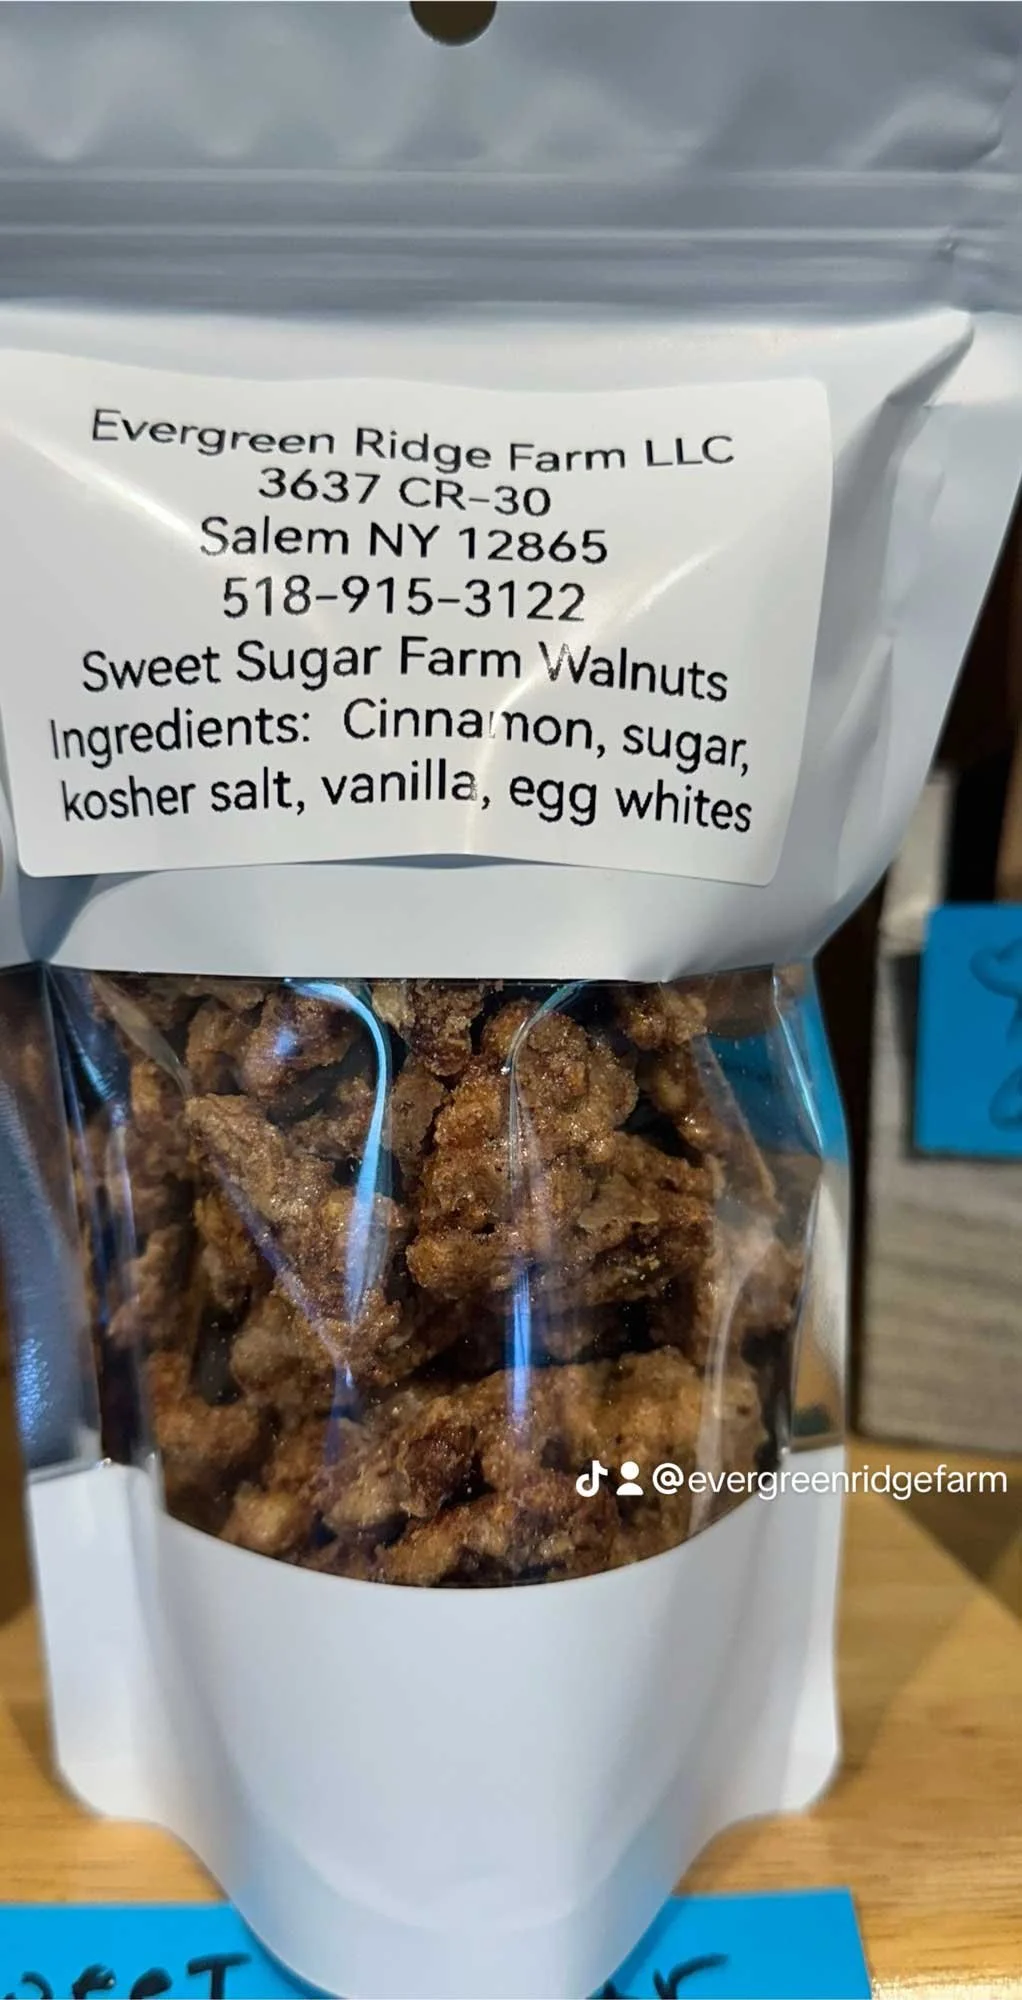 Evergreen Ridge Farm LLC
3637 CR-30
Salem NY 12865
518-915-3122
Sweet Sugar Farm Walnuts
Ingredients: Cinnamon, sugar,
kosher salt, vanilla, egg whites
@evergreenridgefarm